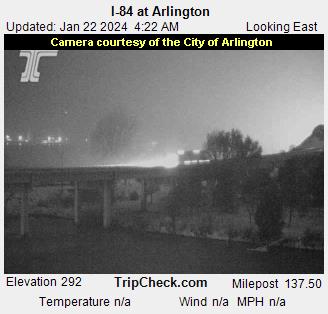 I-84 at Arlington
Updated: Jan 22 2024 4:22 AM Looking East
Camera courtesy of the City of Arlington
Elevation 292 TripCheck.com Milepost 137.50
Temperature n/a Wind n/a MPH n/a